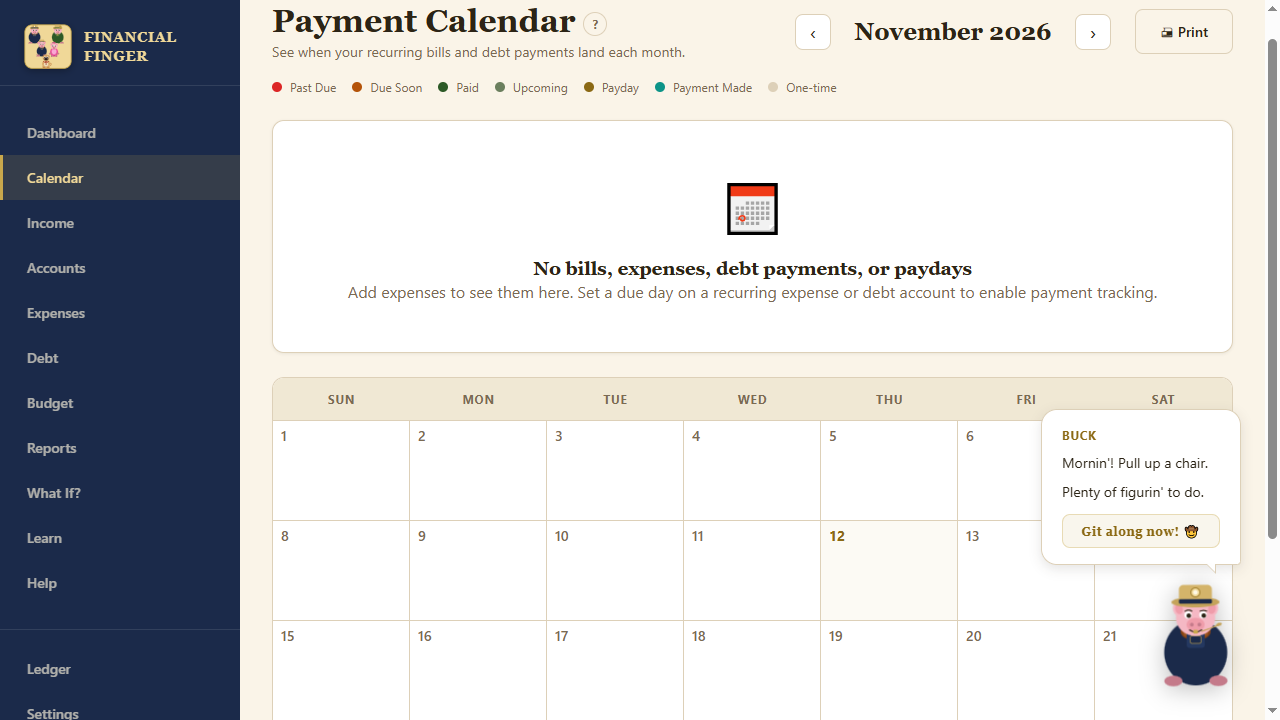 FINANCIAL
FINGER
Dashboard
Calendar
Income
Accounts
Expenses
Debt
Budget
Reports
What If?
Learn
Help
Ledger
Settings
Payment Calendar ?
See when your recurring bills and debt payments land each month.
‹ November 2026 ›
Print
Past Due Due Soon Paid Upcoming Payday Payment Made One-time
No bills, expenses, debt payments, or paydays
Add expenses to see them here. Set a due day on a recurring expense or debt account to enable payment tracking.
SUN MON TUE WED THU FRI SAT
1 2 3 4 5 6
8 9 10 11 12 13
15 16 17 18 19 20 21
BUCK
Mornin'! Pull up a chair.
Plenty of figurin' to do.
Git along now! 🤠